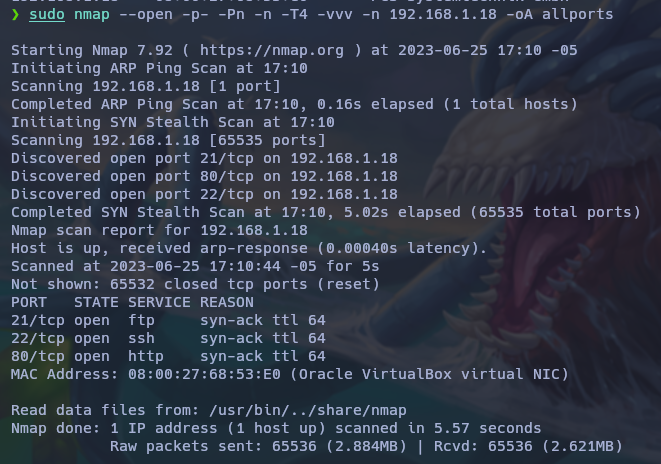 ❯ sudo nmap --open -p- -Pn -n -T4 -vvv -n 192.168.1.18 -oA allports
Starting Nmap 7.92 ( https://nmap.org ) at 2023-06-25 17:10 -05
Initiating ARP Ping Scan at 17:10
Scanning 192.168.1.18 [1 port]
Completed ARP Ping Scan at 17:10, 0.16s elapsed (1 total hosts)
Initiating SYN Stealth Scan at 17:10
Scanning 192.168.1.18 [65535 ports]
Discovered open port 21/tcp on 192.168.1.18
Discovered open port 80/tcp on 192.168.1.18
Discovered open port 22/tcp on 192.168.1.18
Completed SYN Stealth Scan at 17:10, 5.02s elapsed (65535 total ports)
Nmap scan report for 192.168.1.18
Host is up, received arp-response (0.00040s latency).
Scanned at 2023-06-25 17:10:44 -05 for 5s
Not shown: 65532 closed tcp ports (reset)
PORT   STATE SERVICE REASON
21/tcp open  ftp     syn-ack ttl 64
22/tcp open  ssh     syn-ack ttl 64
80/tcp open  http    syn-ack ttl 64
MAC Address: 08:00:27:68:53:E0 (Oracle VirtualBox virtual NIC)
Read data files from: /usr/bin/../share/nmap
Nmap done: 1 IP address (1 host up) scanned in 5.57 seconds
           Raw packets sent: 65536 (2.884MB) | Rcvd: 65536 (2.621MB)